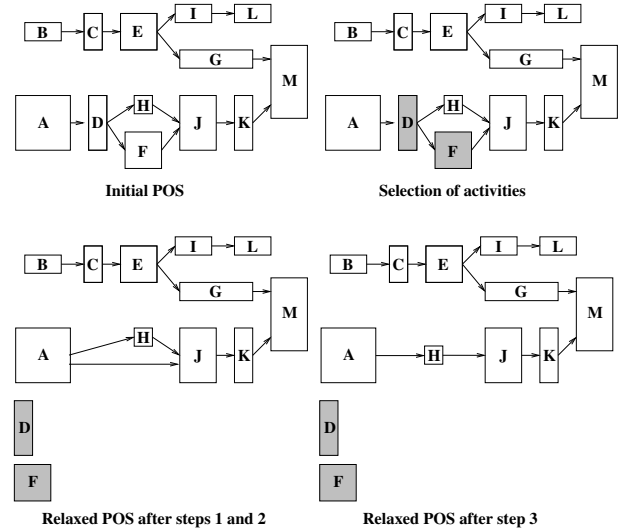 I L
B C E
G
M
A D H
F
J K
Initial POS
I L
B C E
G
M
A D H
F
J K
Selection of activities
I L
B C E
G
M
A H
J K
D
F
Relaxed POS after steps 1 and 2
I L
B C E
G
M
A H J K
D
F
Relaxed POS after step 3